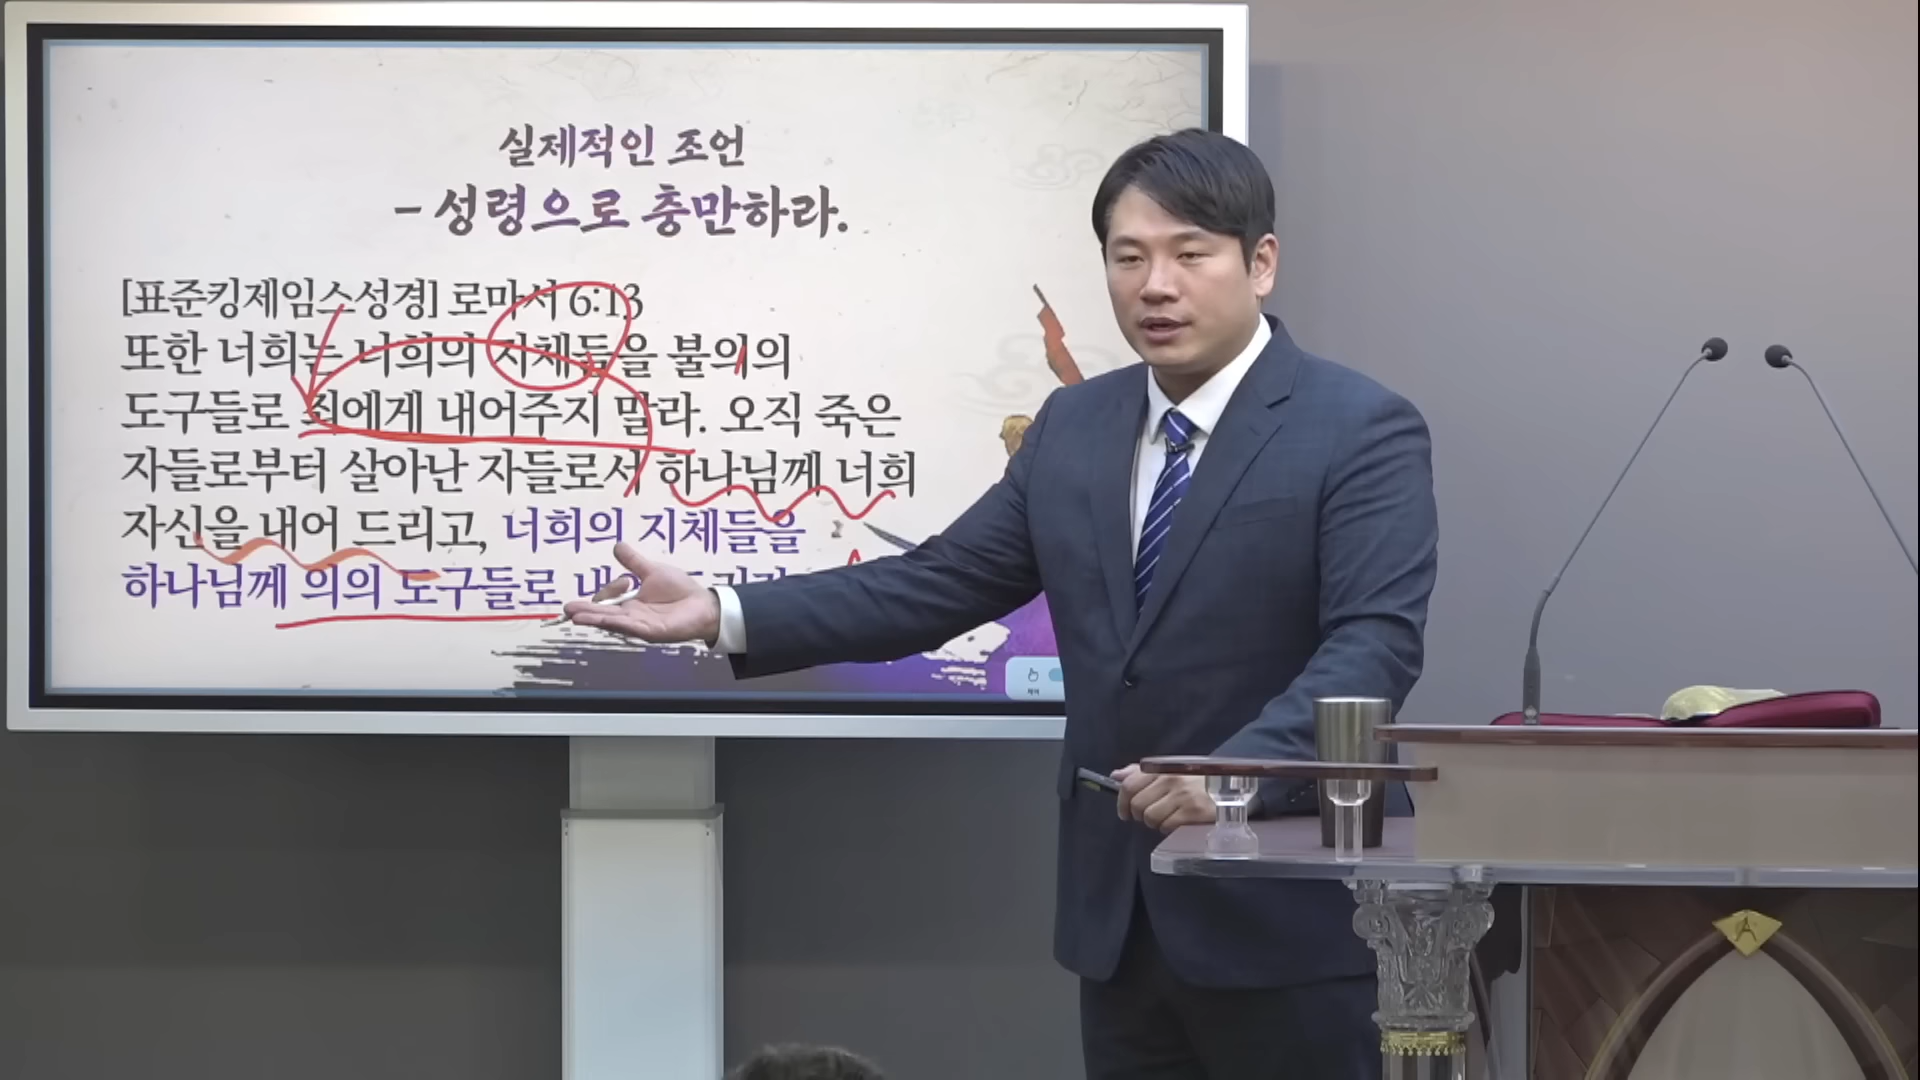 실제적인 조언
- 성령으로 충만하라.
[표준킹제임스성경] 로마서 6:13
또한 너희는 너희의 지체들을 불의의
도구들로 죄에게 내어주지 말라. 오직 죽은
자들로부터 살아난 자들로서 하나님께 너희
자신을 내어 드리고, 너희의 지체들을
하나님께 의의 도구들로